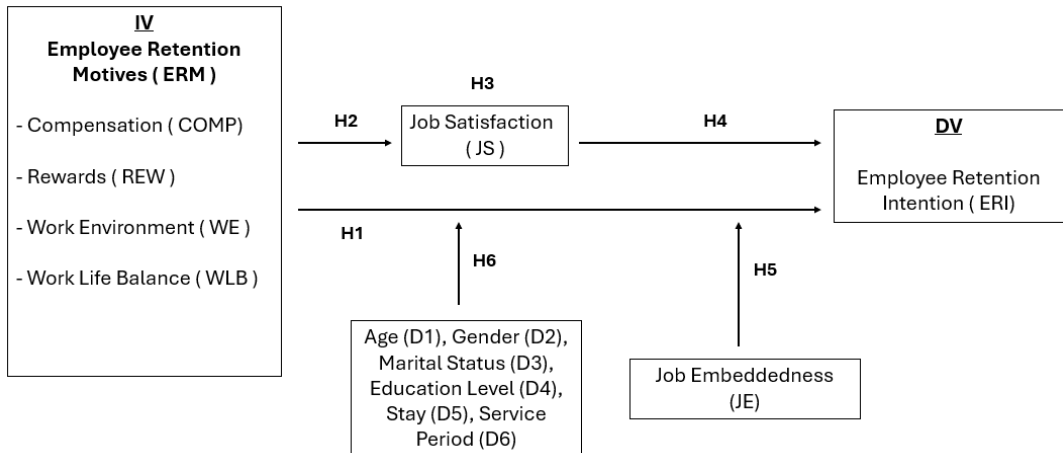 IV
Employee Retention
Motives ( ERM )
- Compensation ( COMP)
- Rewards ( REW )
- Work Environment ( WE )
- Work Life Balance ( WLB )
H3
H2
Job Satisfaction
( JS )
H4
DV
Employee Retention
Intention ( ERI)
H1
H6
H5
Age (D1), Gender (D2),
Marital Status (D3),
Education Level (D4),
Stay (D5), Service
Period (D6)
Job Embeddedness
(JE)